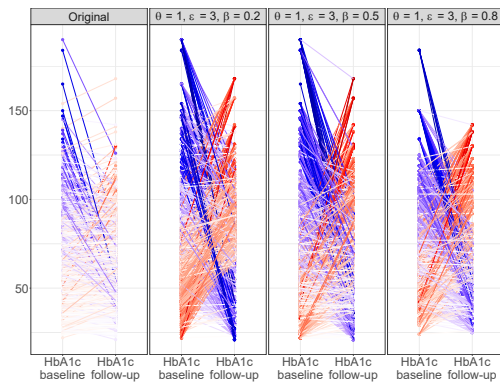 Original
θ = 1, ε = 3, β = 0.2
θ = 1, ε = 3, β = 0.5
θ = 1, ε = 3, β = 0.8
150
100
50
HbA1c HbA1c
baseline follow-up
HbA1c HbA1c
baseline follow-up
HbA1c HbA1c
baseline follow-up
HbA1c HbA1c
baseline follow-up